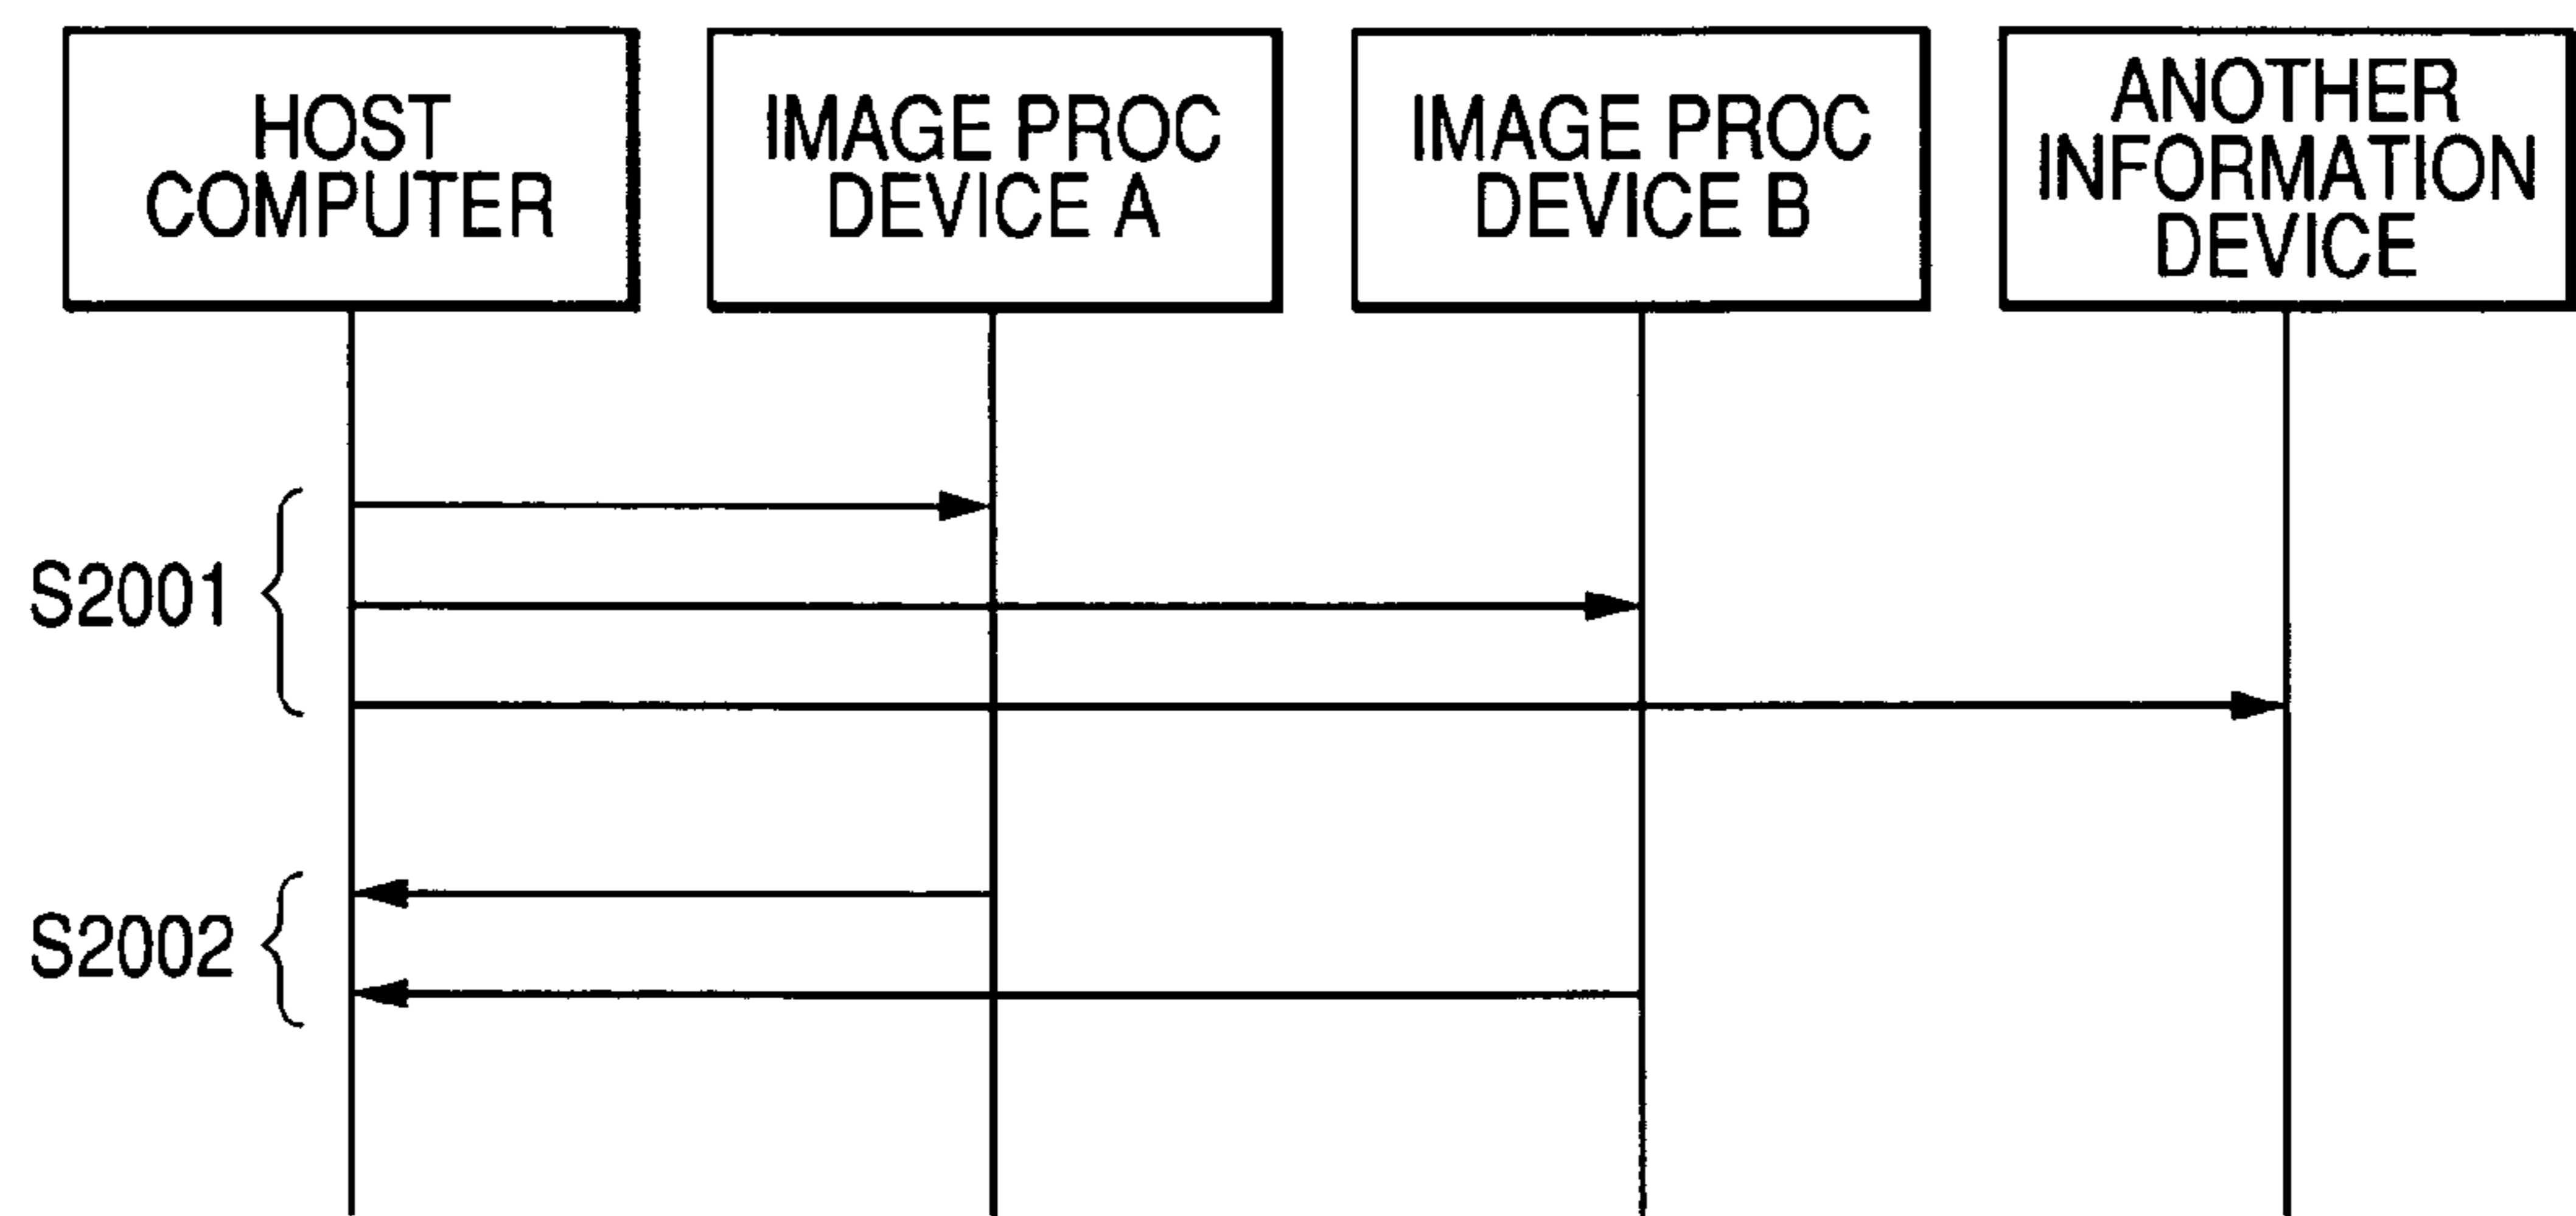 HOST
COMPUTER
IMAGE PROC
DEVICE A
IMAGE PROC
DEVICE B
ANOTHER
INFORMATION
DEVICE
S2001
S2002